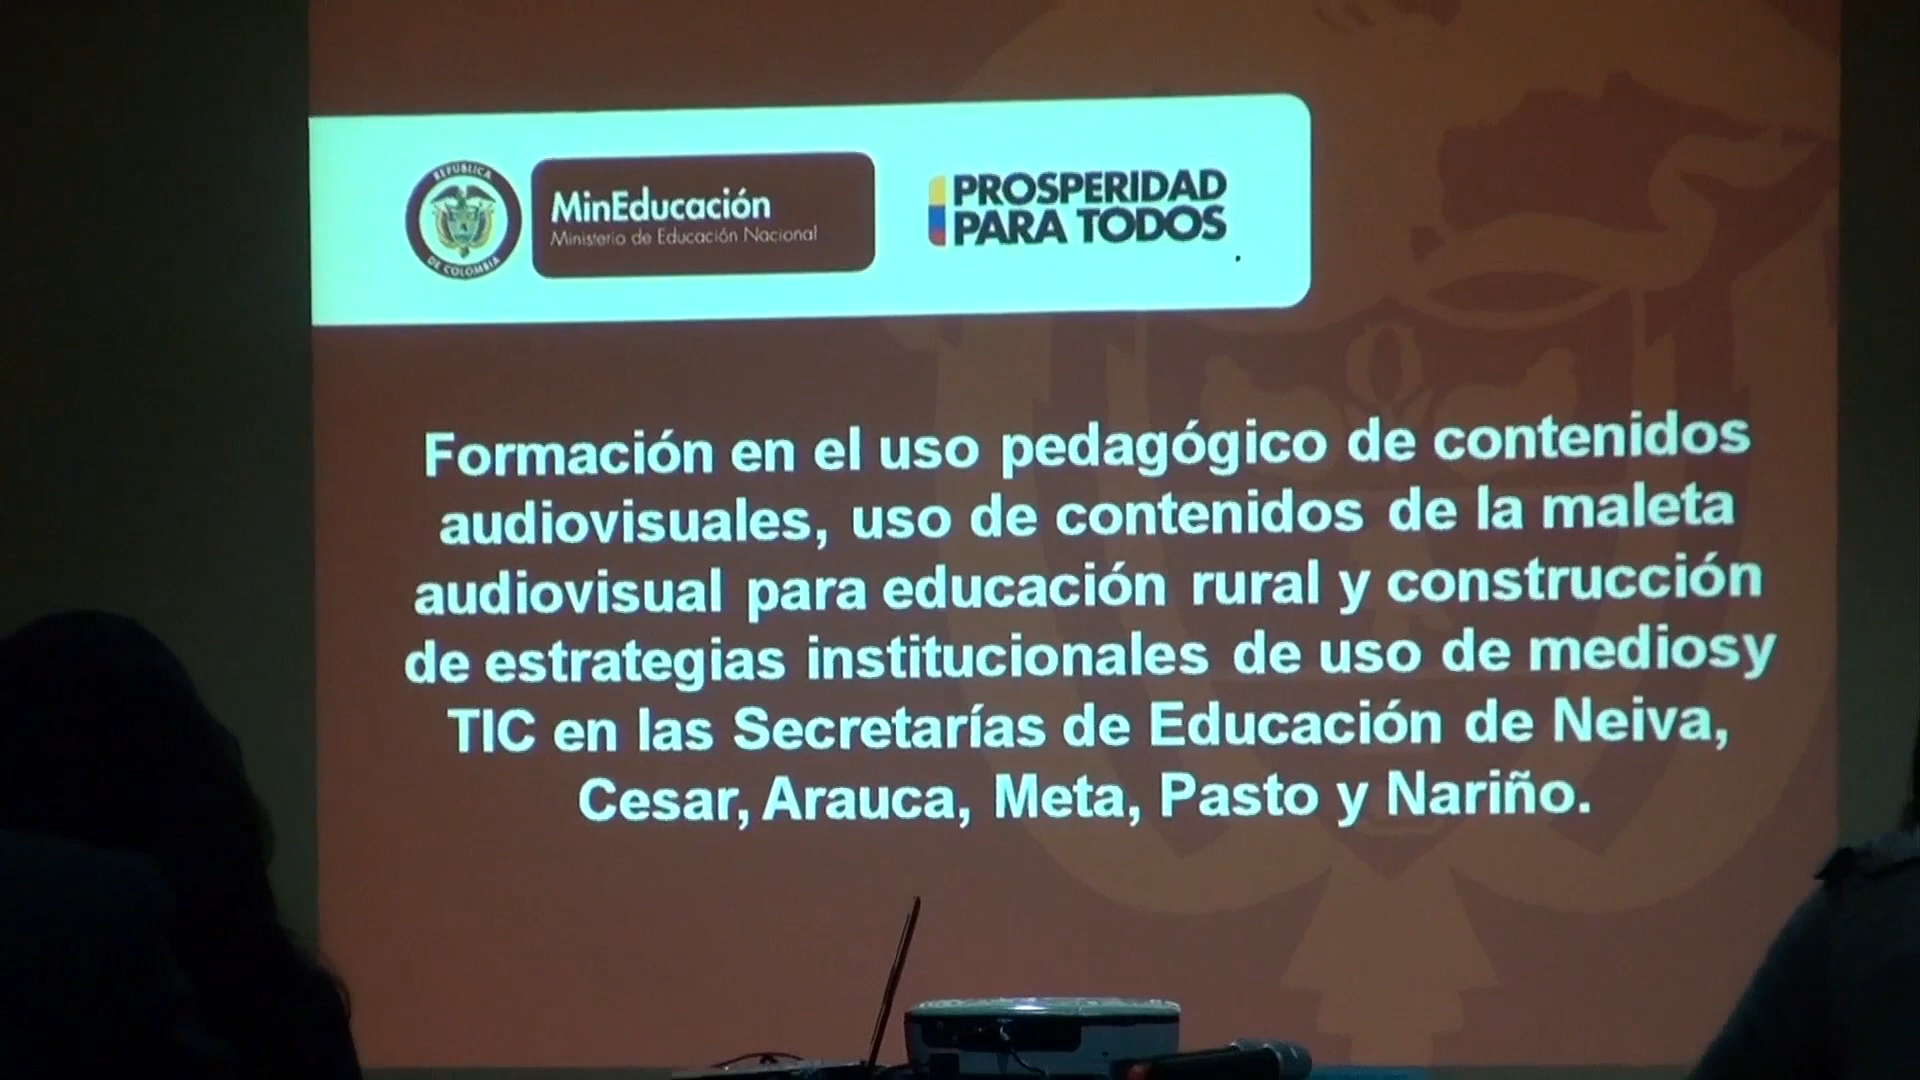 REPÚBLICA
DE COLOMBIA
MinEducación
Ministerio de Educación Nacional
PROSPERIDAD
PARA TODOS
Formación en el uso pedagógico de contenidos
audiovisuales, uso de contenidos de la maleta
audiovisual para educación rural y construcción
de estrategias institucionales de uso de mediosy
TIC en las Secretarías de Educación de Neiva,
Cesar, Arauca, Meta, Pasto y Nariño.